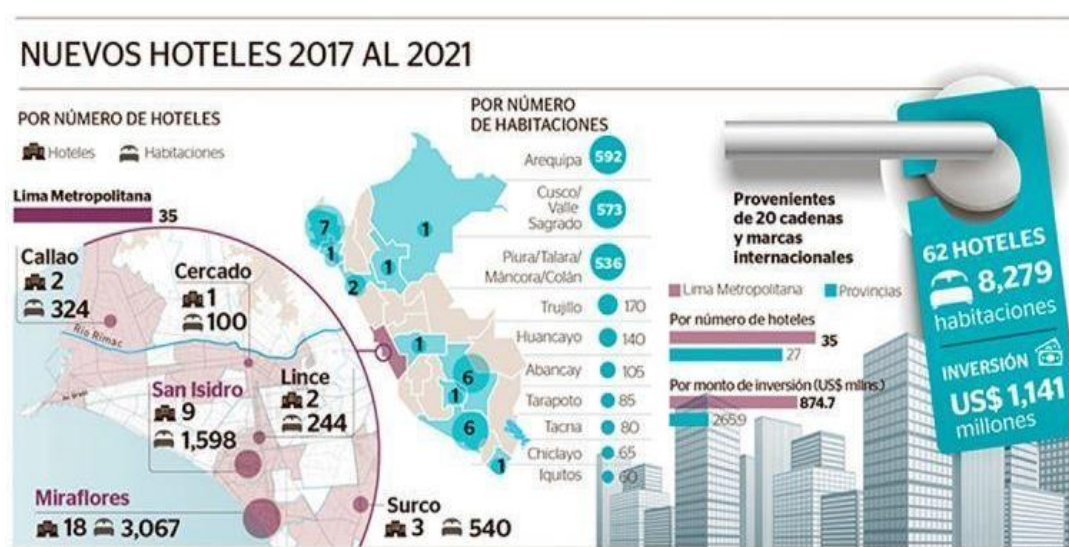 NUEVOS HOTELES 2017 AL 2021
POR NÚMERO DE HOTELES
Hoteles
Habitaciones
Lima Metropolitana
35
Callao
2
324
Cercado
1
100
Río Rímac
San Isidro
9
1,598
Lince
2
244
Miraflores
18 3,067
Surco
3 540
7
1
1
1
2
1
6
1
6
1
POR NÚMERO
DE HABITACIONES
Arequipa 592
Cusco/
Valle
Sagrado
573
Piura/Talara/
Máncora/Colán
536
Trujillo 170
Huancayo 140
Abancay 105
Tarapoto 85
Tacna 80
Chiclayo 65
Iquitos 60
Provenientes
de 20 cadenas
y marcas
internacionales
Lima Metropolitana
Provincias
Por número de hoteles
35
27
Por monto de inversión (US$ mllns.)
874.7
265.9
62 HOTELES
8,279
habitaciones
INVERSIÓN
US$ 1,141
millones